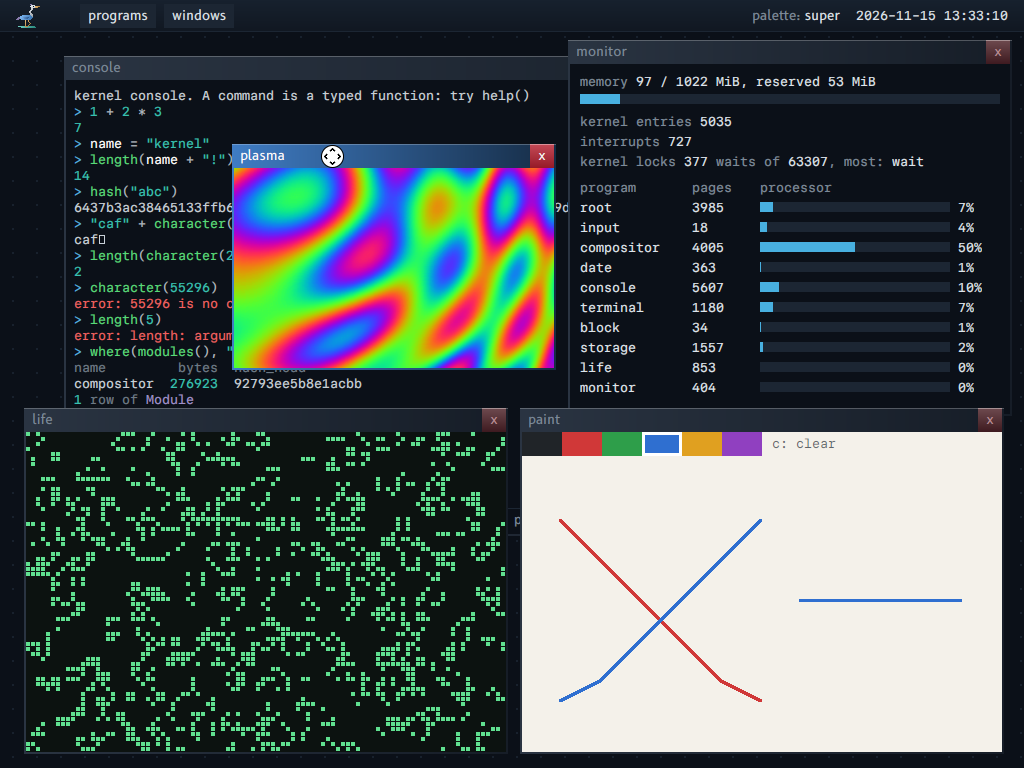 programs windows palette: super 2026-11-15 13:33:10
console
kernel console. A command is a typed function: try help()
> 1 + 2 * 3
7
> name = "kernel"
> length(name + "!")
14
> hash("abc")
6437b3ac38465133ffb6
> "caf" + character(
caf▯
> length(character(2
2
> character(55296)
error: 55296 is no
> length(5)
error: length: argum
> where(modules(), "
name bytes
compositor 276923 92793ee5b8e1acbb
1 row of Module
plasma x
monitor x
memory 97 / 1022 MiB, reserved 53 MiB
kernel entries 5035
interrupts 727
kernel locks 377 waits of 63307, most: wait
program pages processor
root 3985 7%
input 18 4%
compositor 4005 50%
date 363 1%
console 5607 10%
terminal 1180 7%
block 34 1%
storage 1557 2%
life 853 0%
monitor 404 0%
life x
paint x
c: clear